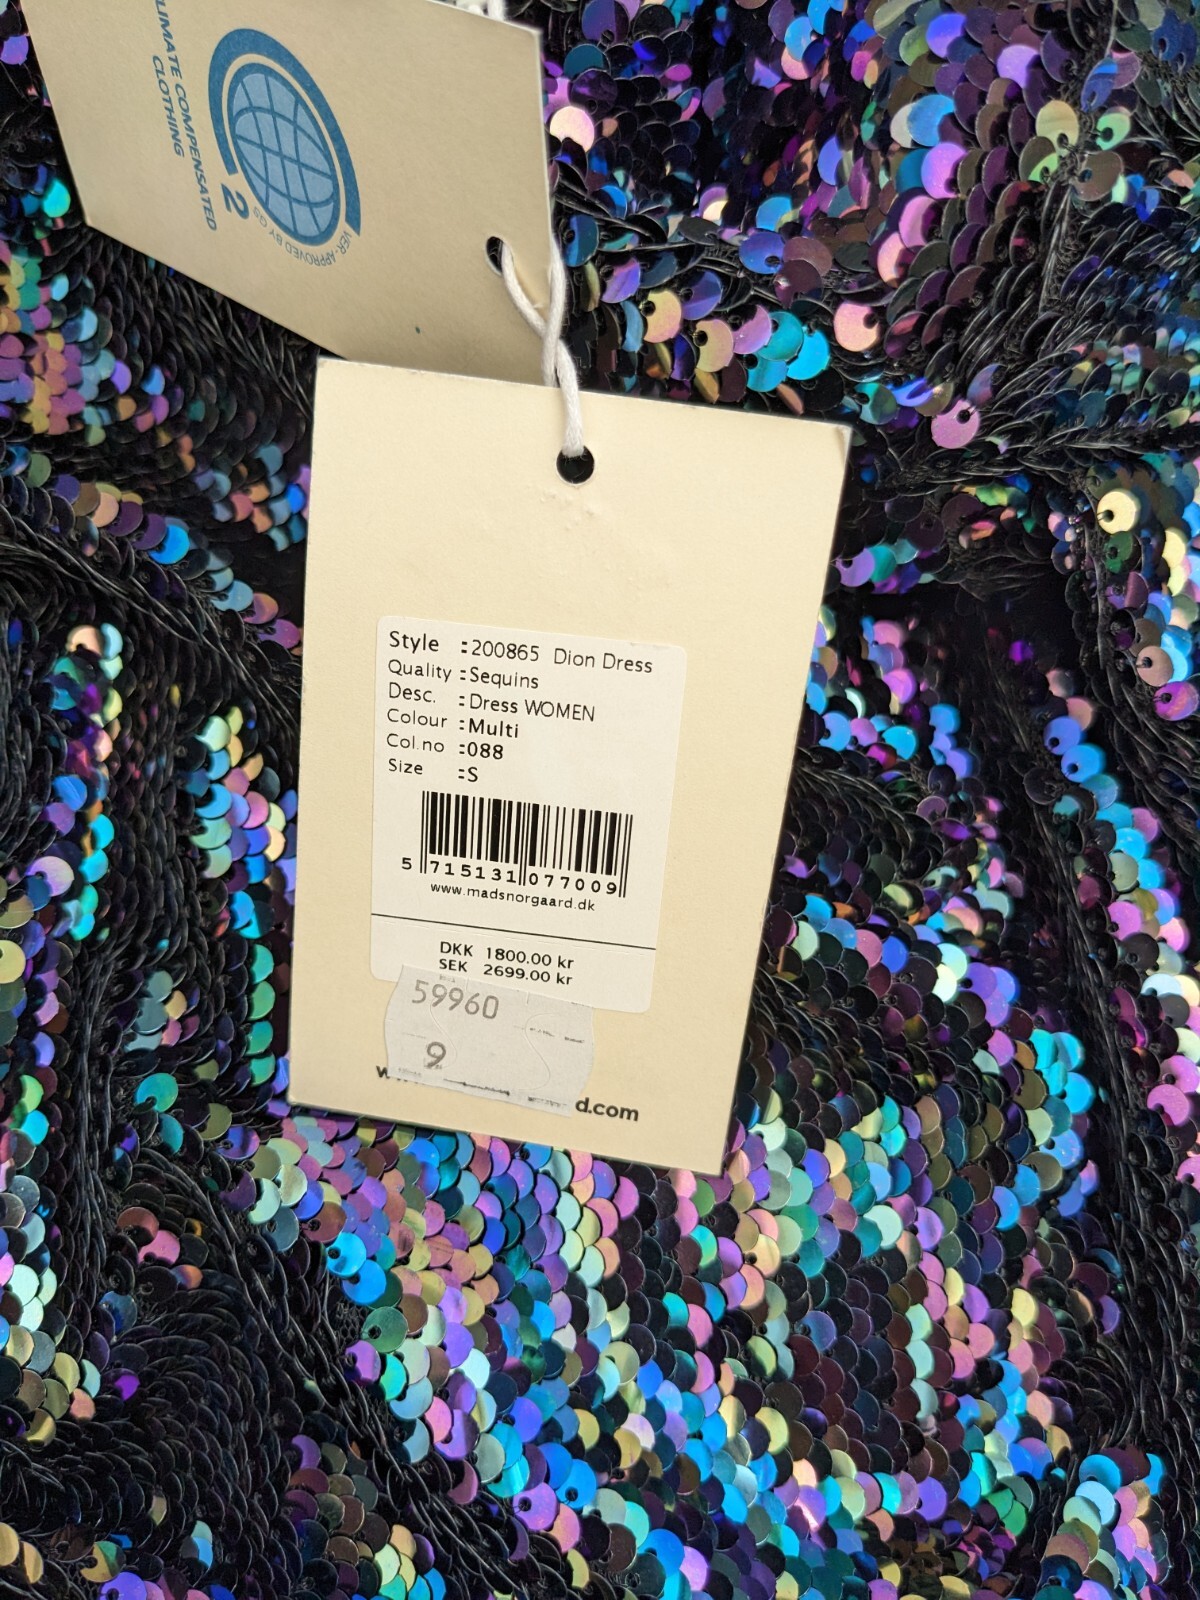 CLIMATE COMPENSATED
CLOTHING
2
VER·APPROVED BY
Style :200865 Dion Dress
Quality :Sequins
Desc. :Dress WOMEN
Colour :Multi
Col.no :088
Size :S
5 715131 077009
www.madsnorgaard.dk
DKK 1800.00 kr
SEK 2699.00 kr
59960
9
d.com